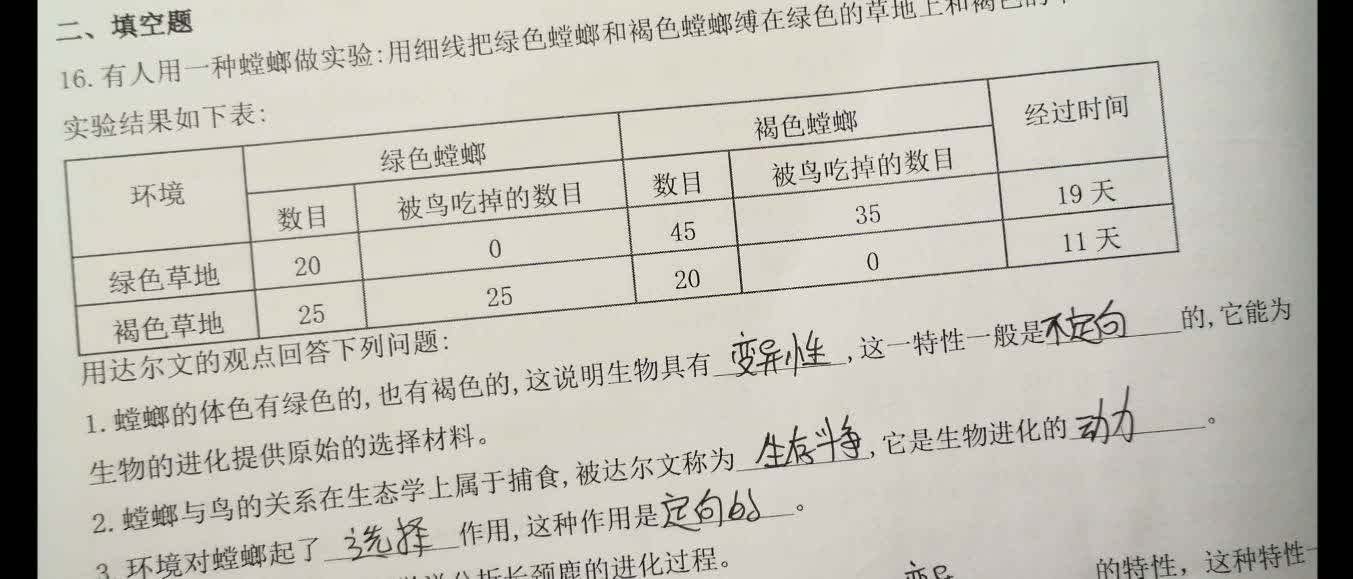 二、填空题
16.有人用一种螳螂做实验:用细线把绿色螳螂和褐色螳螂缚在绿色的草地上和褐色的
实验结果如下表:
环境 绿色螳螂 褐色螳螂 经过时间
数目 被鸟吃掉的数目 数目 被鸟吃掉的数目
绿色草地 20 0 45 35 19 天
褐色草地 25 25 20 0 11 天
用达尔文的观点回答下列问题:
1. 螳螂的体色有绿色的,也有褐色的,这说明生物具有 变异性 ,这一特性一般是 不定向 的,它能为
生物的进化提供原始的选择材料。
2. 螳螂与鸟的关系在生态学上属于捕食,被达尔文称为 生存斗争 ,它是生物进化的 动力 。
3. 环境对螳螂起了 选择 作用,这种作用是 定向的 。
分析长颈鹿的进化过程。
变异 的特性,这种特性一